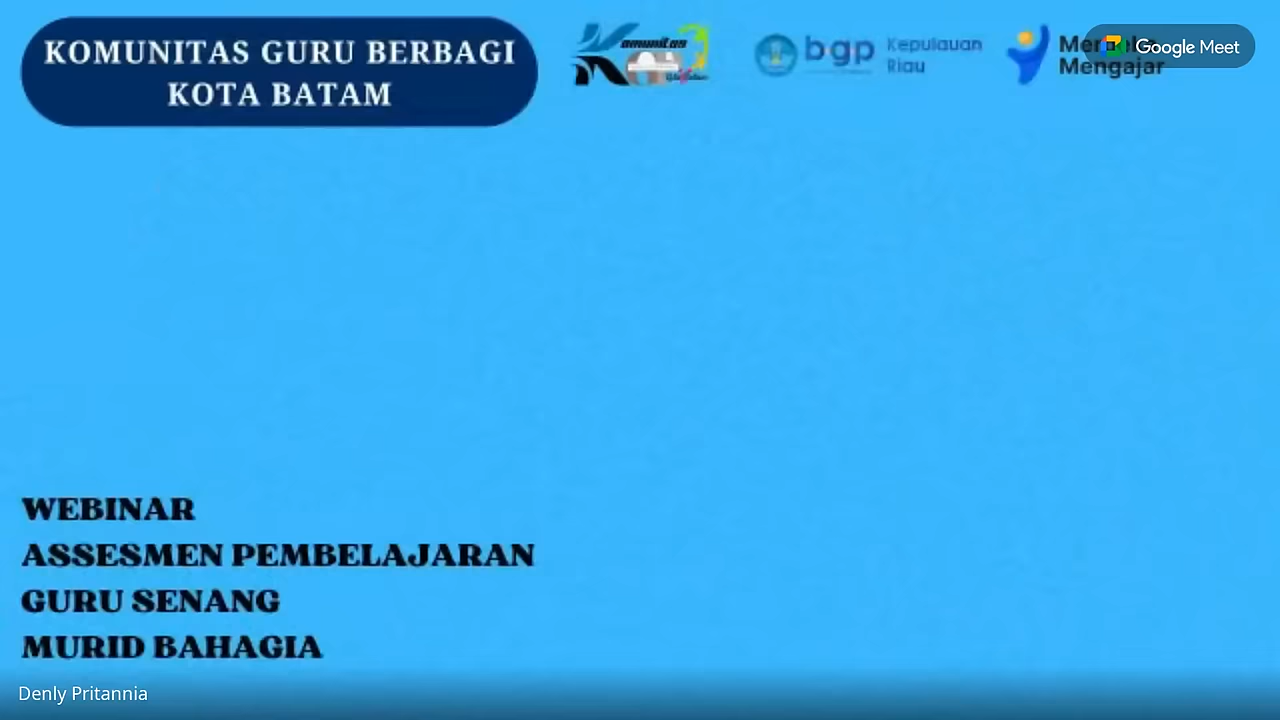 KOMUNITAS GURU BERBAGI
KOTA BATAM
Komunitas
bgp
Kepulauan
Riau
Mengajar
Google Meet
WEBINAR
ASSESMEN PEMBELAJARAN
GURU SENANG
MURID BAHAGIA
Denly Pritannia